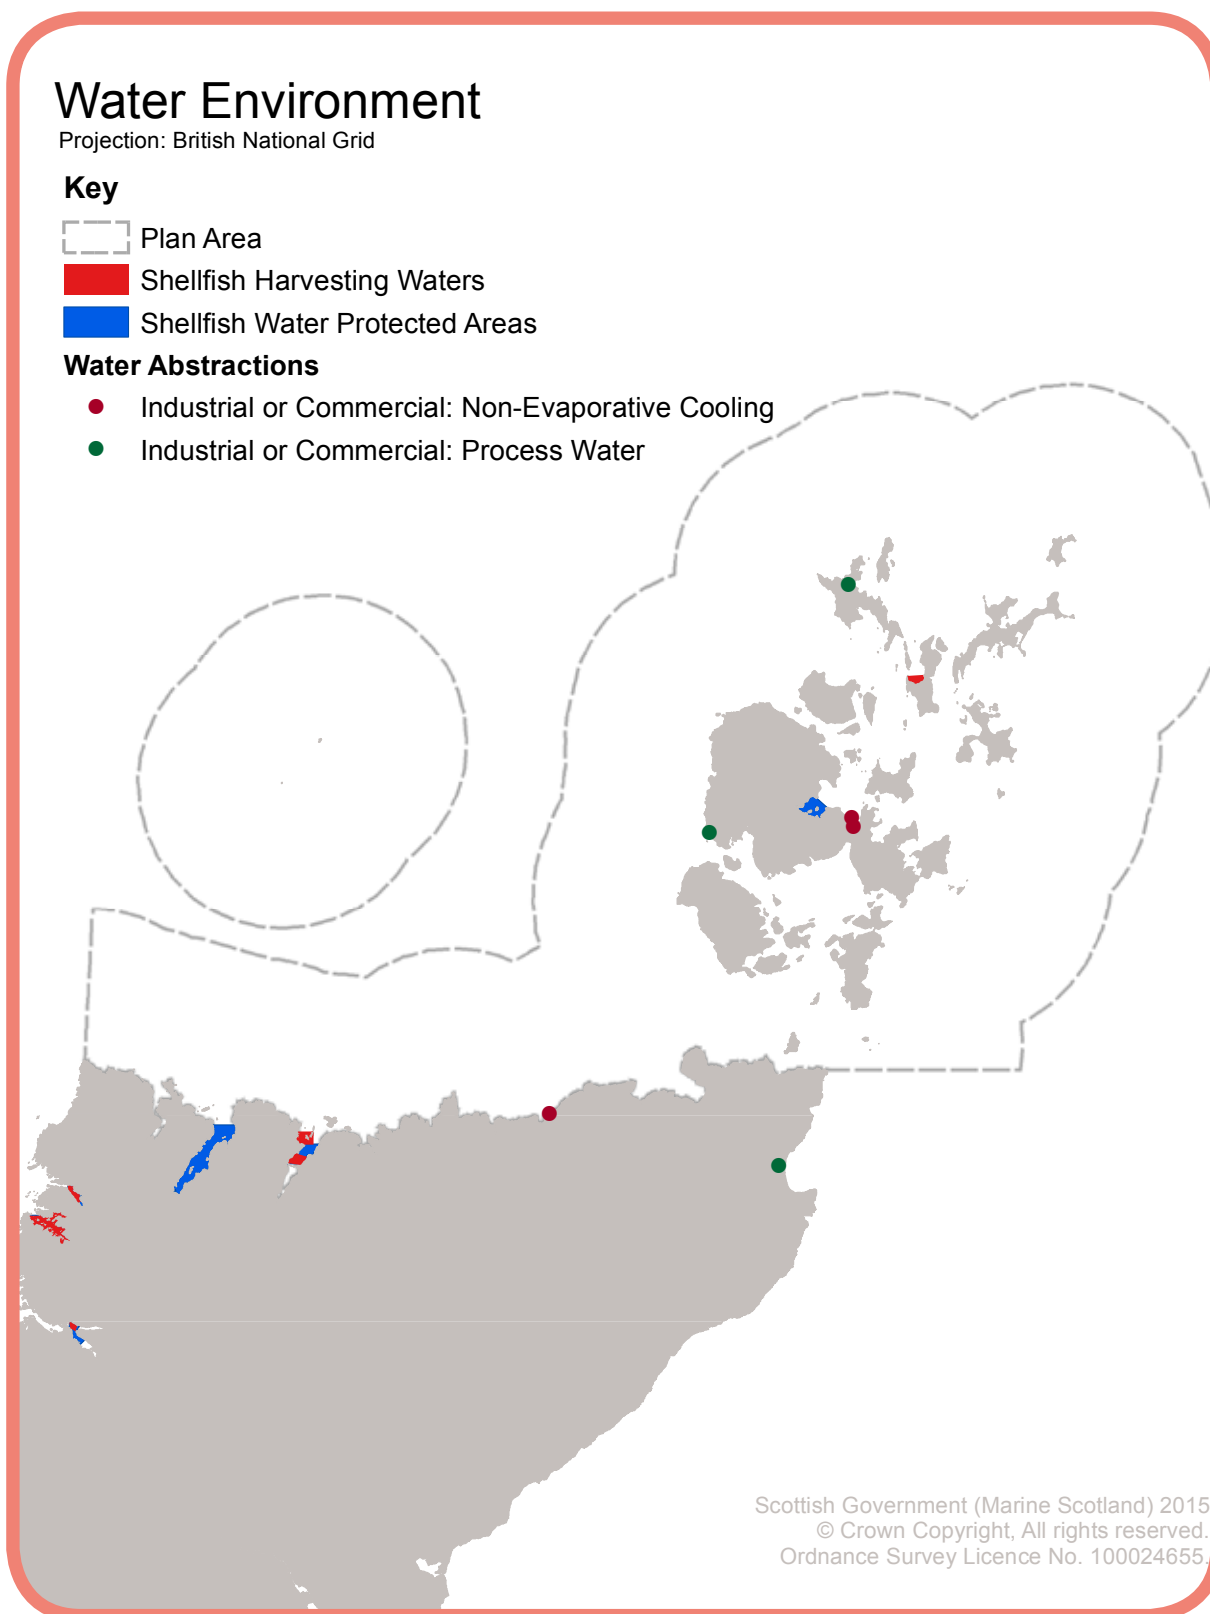 Water Environment
Projection: British National Grid
Key
Plan Area
Shellfish Harvesting Waters
Shellfish Water Protected Areas
Water Abstractions
Industrial or Commercial: Non-Evaporative Cooling
Industrial or Commercial: Process Water
Scottish Government (Marine Scotland) 2015
© Crown Copyright, All rights reserved.
Ordnance Survey Licence No. 100024655.